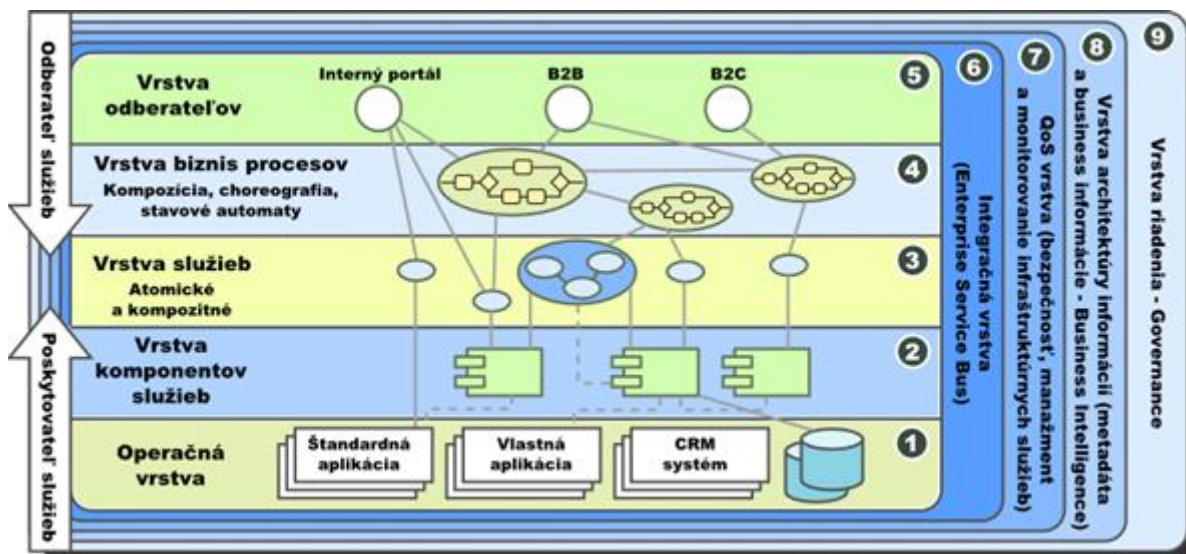 Odberateľ služieb
Poskytovateľ služieb
Interný portál
B2B
B2C
5
Vrstva
odberateľov
Vrstva biznis procesov
Kompozícia, choreografia,
stavové automaty
4
Vrstva služieb
Atomické
a kompozitné
3
Vrstva
komponentov
služieb
2
Operačná
vrstva
Štandardná
aplikácia
Vlastná
aplikácia
CRM
systém
1
6
Integračná vrstva
(Enterprise Service Bus)
7
QoS vrstva (bezpečnosť, manažment
a monitorovanie infraštruktúrnych služieb)
8
Vrstva architektúry informácií (metadáta
a business informácie - Business Intelligence)
9
Vrstva riadenia - Governance